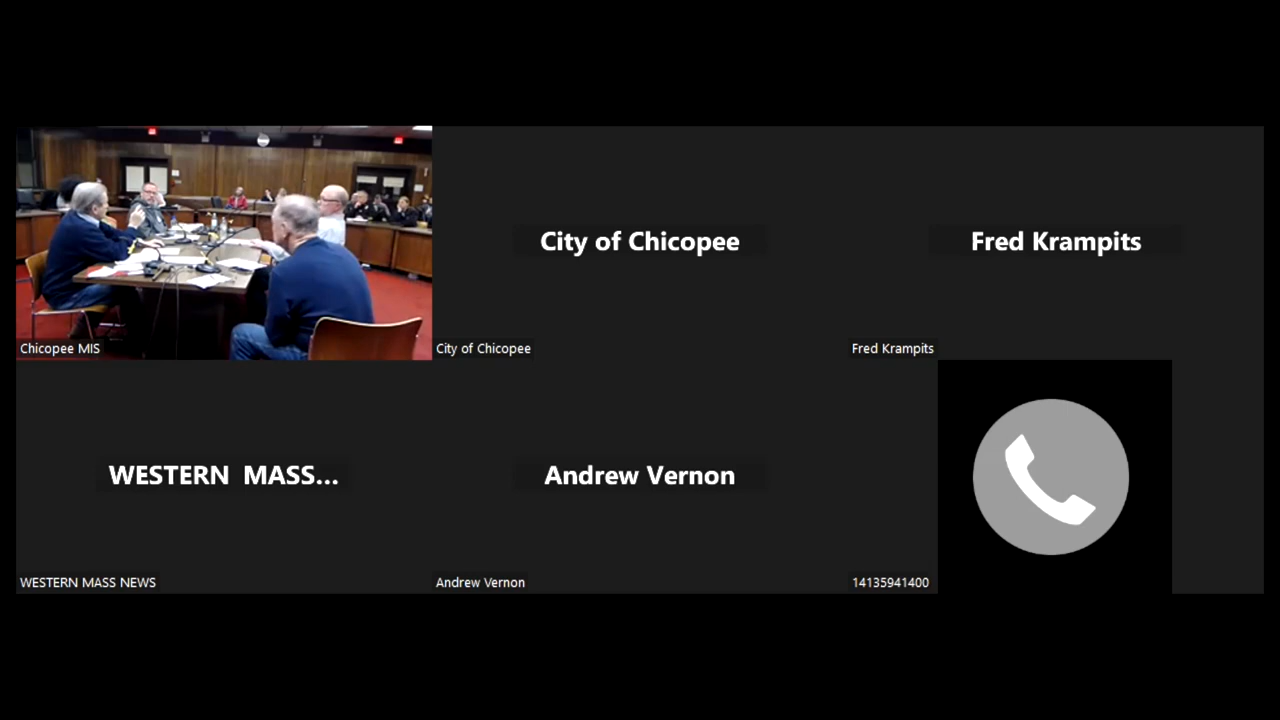 City of Chicopee
Fred Krampits
Chicopee MIS
City of Chicopee
Fred Krampits
WESTERN MASS...
Andrew Vernon
WESTERN MASS NEWS
Andrew Vernon
14135941400